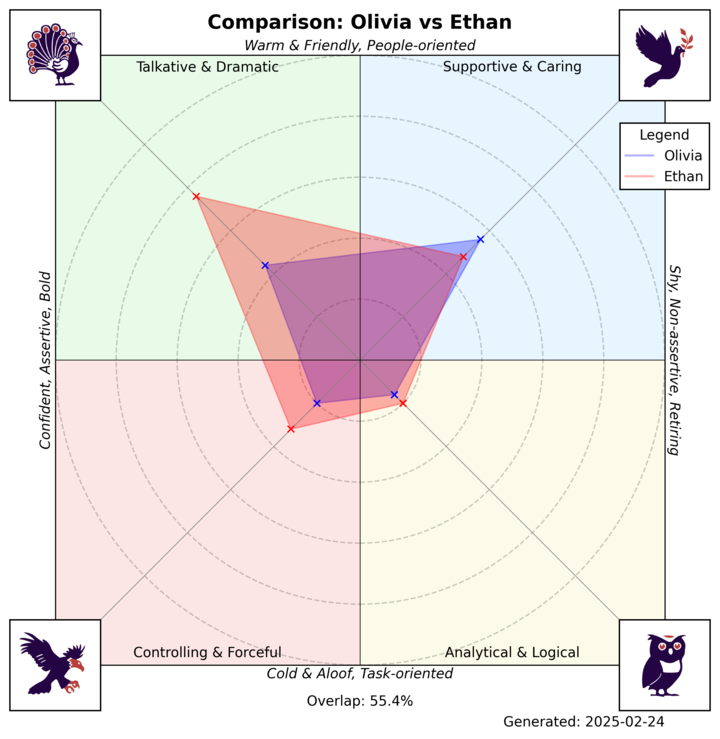 Comparison: Olivia vs Ethan
Warm & Friendly, People-oriented
Talkative & Dramatic
Supportive & Caring
Legend
Olivia
Ethan
Confident, Assertive, Bold
Shy, Non-assertive, Retiring
Controlling & Forceful
Analytical & Logical
Cold & Aloof, Task-oriented
Overlap: 55.4%
Generated: 2025-02-24